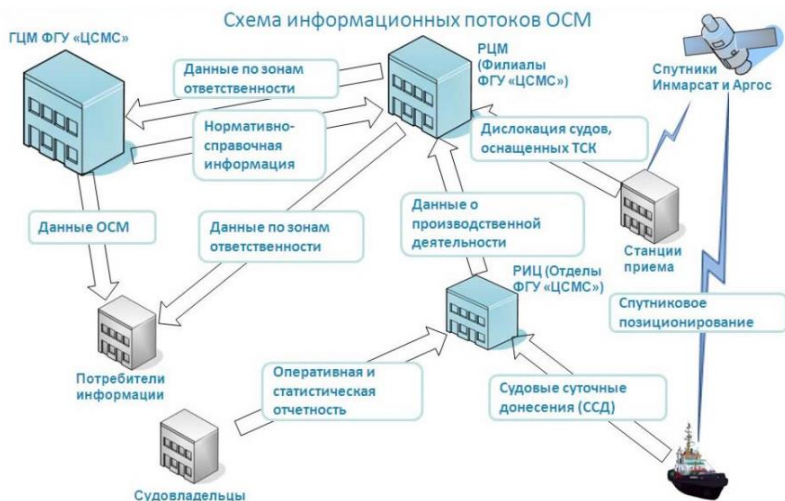 Схема информационных потоков ОСМ
ГЦМ ФГУ «ЦСМС»
РЦМ
(Филиалы
ФГУ «ЦСМС»)
Спутники
Инмарсат и Аргос
Данные по зонам
ответственности
Нормативно-
справочная
информация
Дислокация судов,
оснащенных ТСК
Данные ОСМ
Данные по зонам
ответственности
Данные о
производственной
деятельности
Станции
приема
РИЦ (Отделы
ФГУ «ЦСМС»)
Спутниковое
позиционирование
Потребители
информации
Оперативная и
статистическая
отчетность
Судовые суточные
донесения (ССД)
Судовладельцы